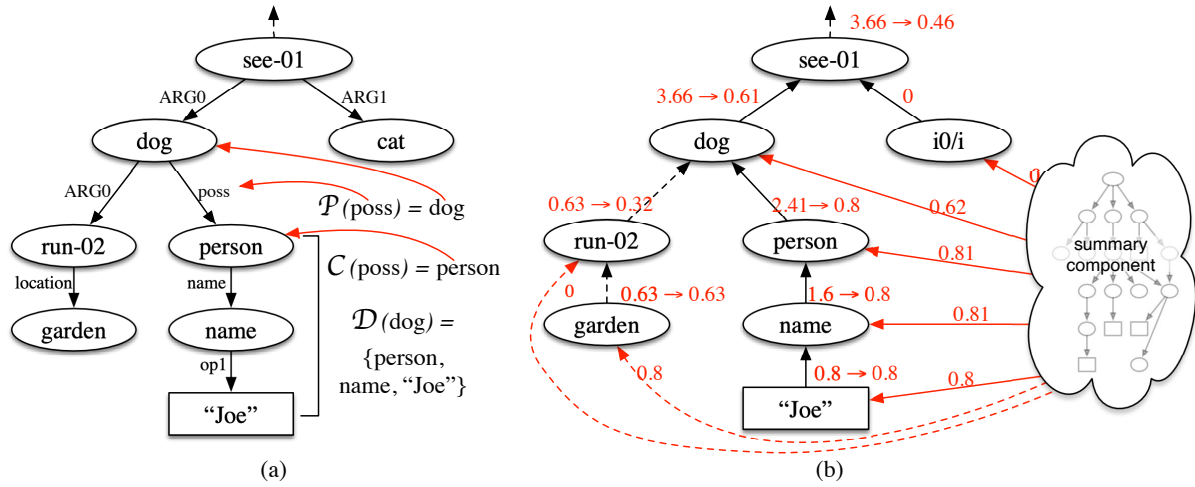 see-01
ARG0
ARG1
dog
cat
ARG0
poss
𝒫(poss) = dog
run-02
person
𝒞(poss) = person
location
name
garden
name
𝒟(dog) =
{person,
name, “Joe”}
op1
“Joe”
(a)
3.66 → 0.46
see-01
3.66 → 0.61
0
dog
i0/i
0.63 → 0.32
2.41→ 0.8
0.62
run-02
person
0.81
summary
component
0
0.63 → 0.63
1.6→ 0.8
garden
name
0.81
0.8
0.8 → 0.8
0.8
“Joe”
(b)